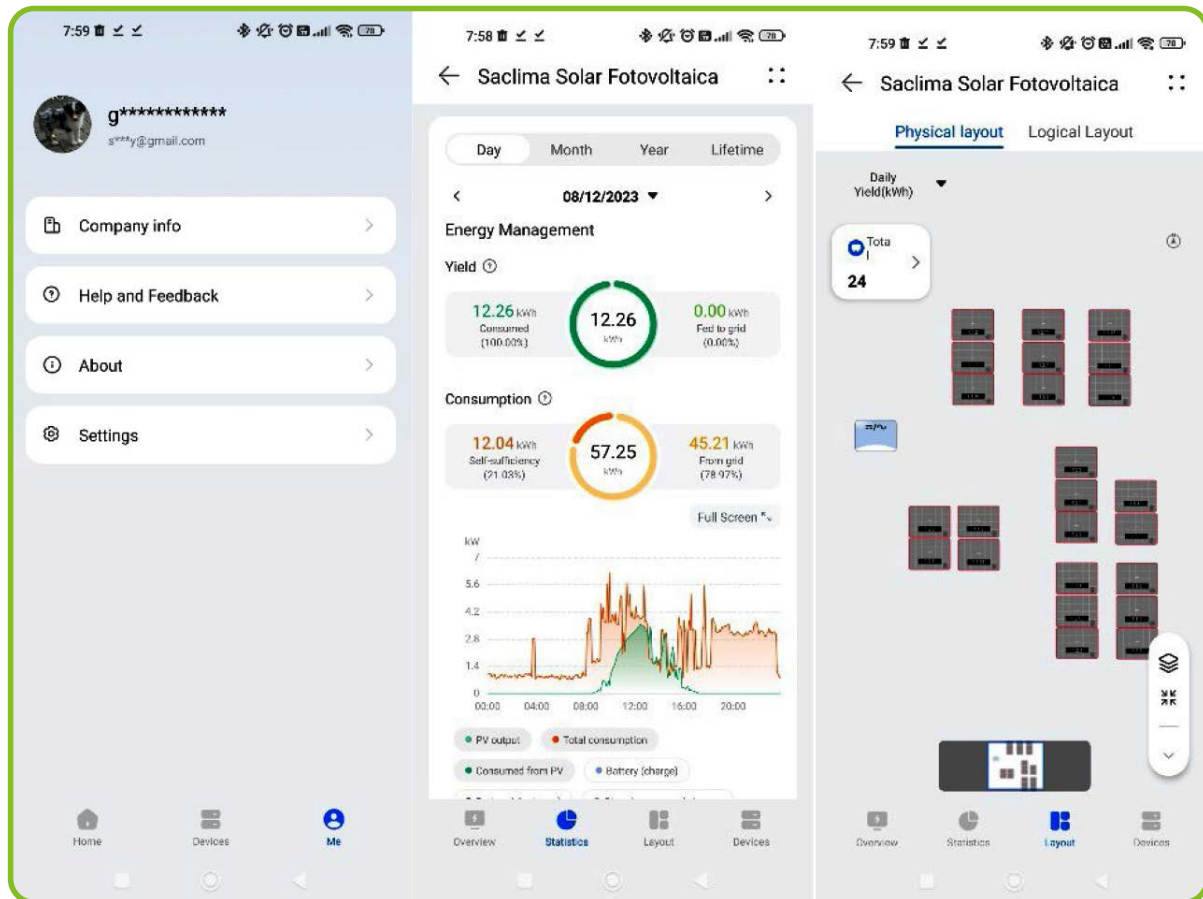 7:59
78
g************
s***y@gmail.com
Company info
Help and Feedback
About
Settings
Home
Devices
Me
7:58
78
Saclima Solar Fotovoltaica
Day
Month
Year
Lifetime
08/12/2023
Energy Management
Yield
12.26 kWh
Consumed
(100.00%)
12.26
kWh
0.00 kWh
Fed to grid
(0.00%)
Consumption
12.04 kWh
Self-sufficiency
(21.03%)
57.25
kWh
45.21 kWh
From grid
(78.97%)
Full Screen
kW
7
5.6
4.2
2.8
1.4
0
00:00
04:00
08:00
12:00
16:00
20:00
PV output
Total consumption
Consumed from PV
Battery (charge)
Overview
Statistics
Layout
Devices
7:59
78
Saclima Solar Fotovoltaica
Physical layout
Logical Layout
Daily
Yield(kWh)
Tota
l
24
Overview
Statistics
Layout
Devices